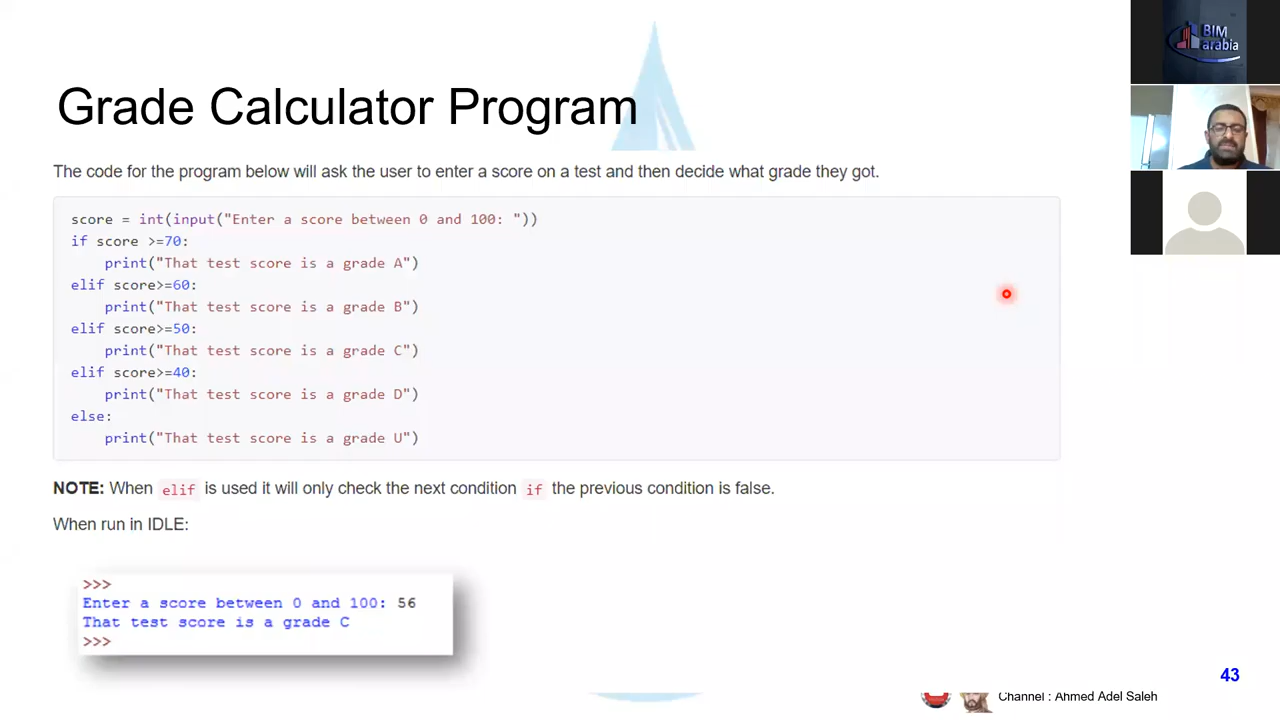 Grade Calculator Program
The code for the program below will ask the user to enter a score on a test and then decide what grade they got.
score = int(input("Enter a score between 0 and 100: "))
if score >=70:
    print("That test score is a grade A")
elif score>=60:
    print("That test score is a grade B")
elif score>=50:
    print("That test score is a grade C")
elif score>=40:
    print("That test score is a grade D")
else:
    print("That test score is a grade U")
NOTE: When elif is used it will only check the next condition if the previous condition is false.
When run in IDLE:
>>>
Enter a score between 0 and 100: 56
That test score is a grade C
>>>
43
Channel : Ahmed Adel Saleh
BIM
arabia